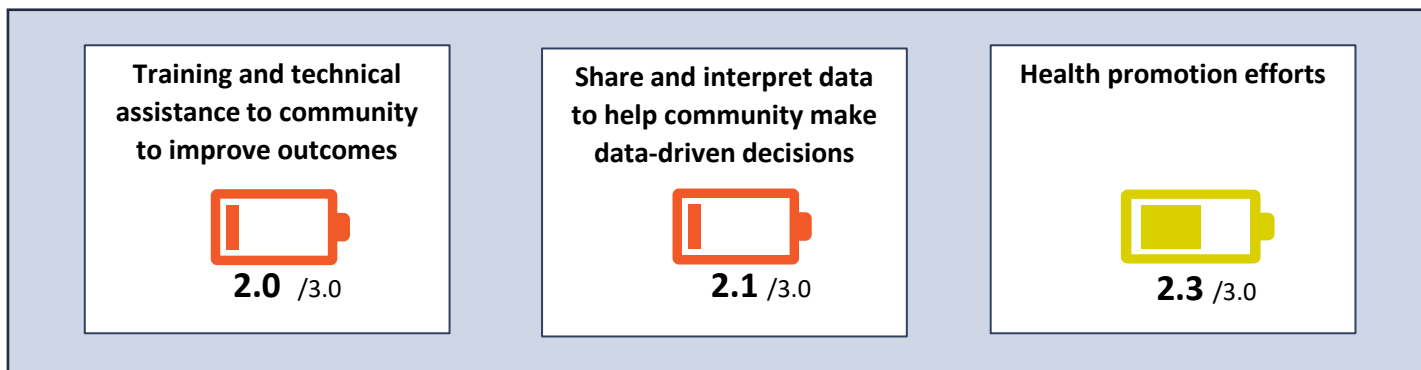 Training and technical
assistance to community
to improve outcomes
2.0 /3.0
Share and interpret data
to help community make
data-driven decisions
2.1 /3.0
Health promotion efforts
2.3 /3.0